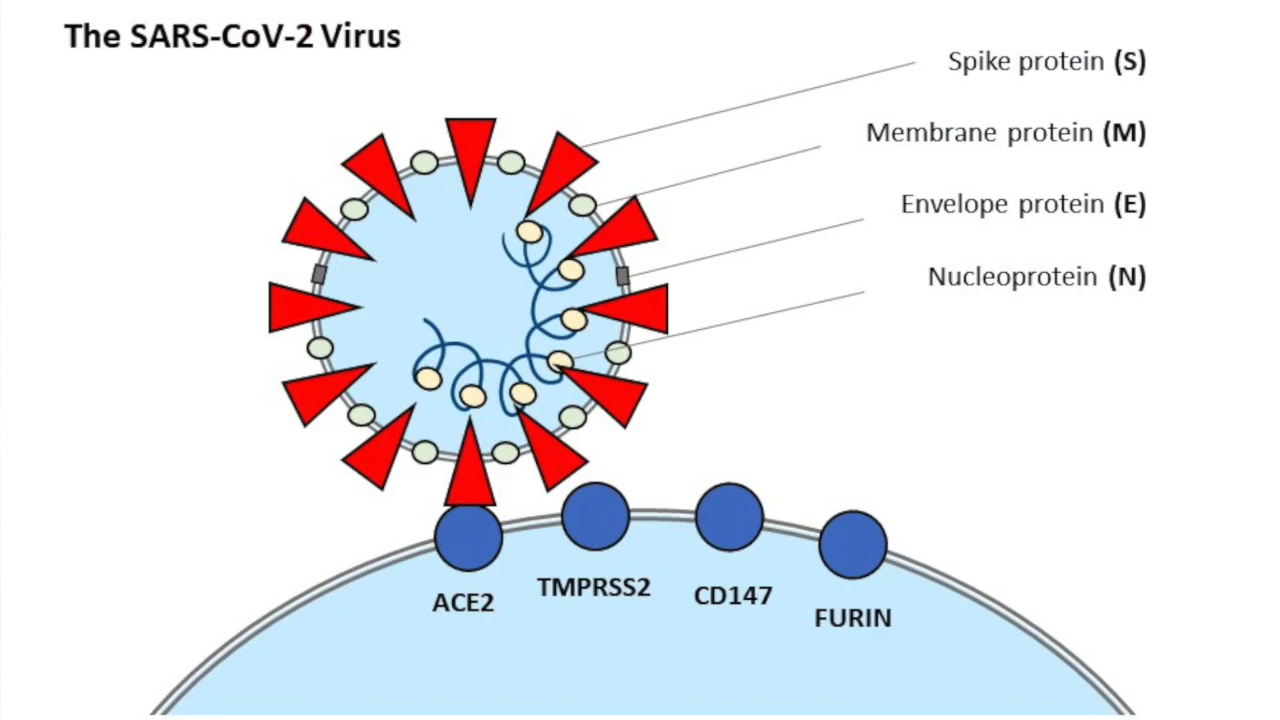 The SARS-CoV-2 Virus
Spike protein (S)
Membrane protein (M)
Envelope protein (E)
Nucleoprotein (N)
ACE2
TMPRSS2
CD147
FURIN